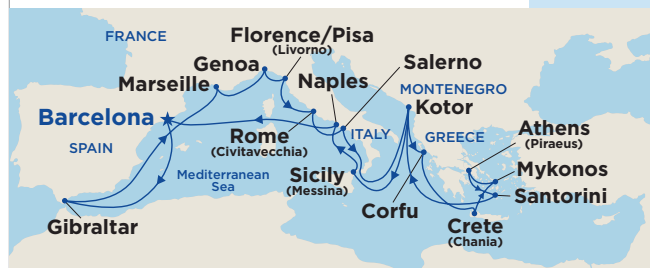 FRANCE
Florence/Pisa
(Livorno)
Genoa
Salerno
Marseille
Naples
MONTENEGRO
Kotor
Barcelona
Rome
(Civitavecchia)
ITALY
GREECE
Athens
(Piraeus)
SPAIN
Mediterranean
Sea
Sicily
(Messina)
Mykonos
Santorini
Corfu
Gibraltar
Crete
(Chania)